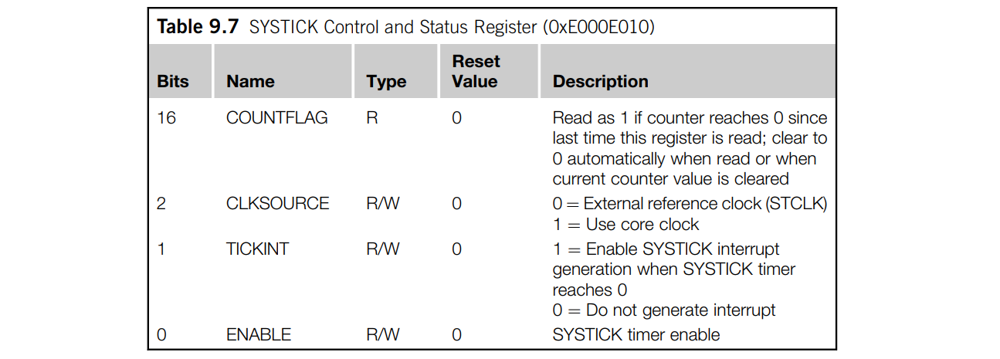 Table 9.7 SYSTICK Control and Status Register (0xE000E010)
Bits Name Type Reset Value Description
16 COUNTFLAG R 0 Read as 1 if counter reaches 0 since
last time this register is read; clear to
0 automatically when read or when
current counter value is cleared
2 CLKSOURCE R/W 0 0 = External reference clock (STCLK)
1 = Use core clock
1 TICKINT R/W 0 1 = Enable SYSTICK interrupt
generation when SYSTICK timer
reaches 0
0 = Do not generate interrupt
0 ENABLE R/W 0 SYSTICK timer enable